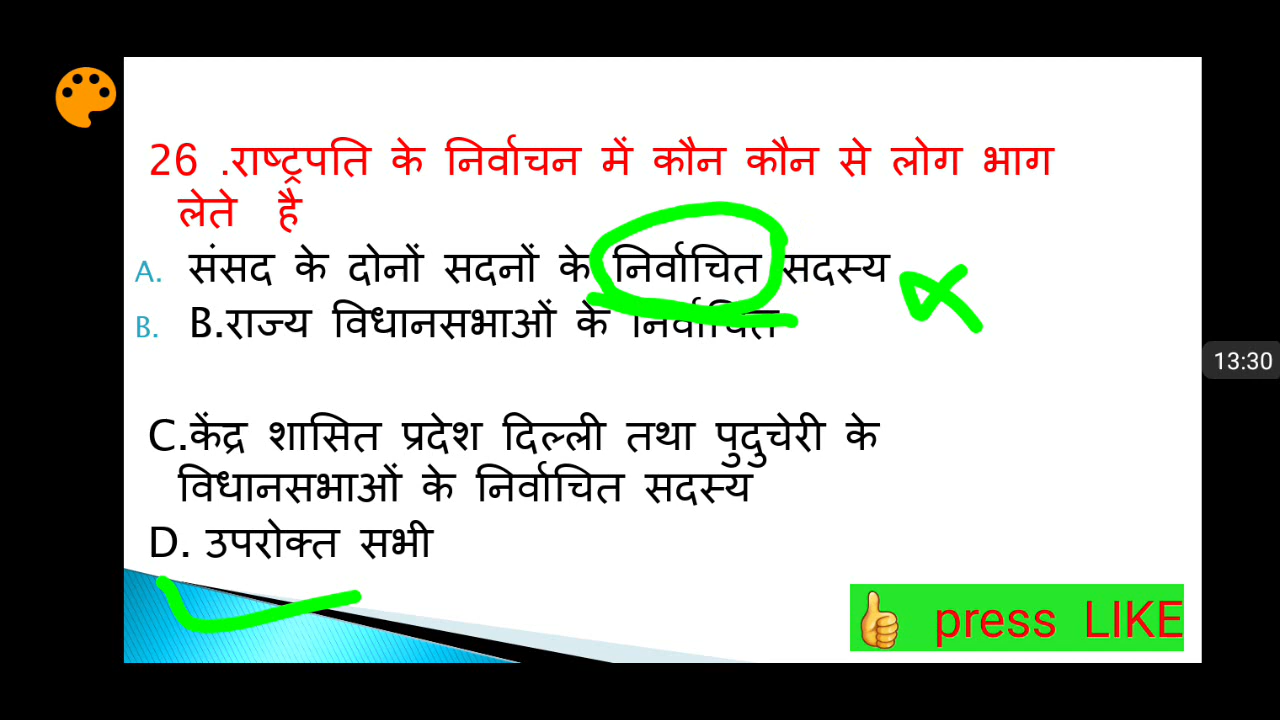 26 .राष्ट्रपति के निर्वाचन में कौन कौन से लोग भाग
लेते है
A. संसद के दोनों सदनों के निर्वाचित सदस्य
B. B.राज्य विधानसभाओं के निर्वाचित
13:30
C.केंद्र शासित प्रदेश दिल्ली तथा पुदुचेरी के
विधानसभाओं के निर्वाचित सदस्य
D. उपरोक्त सभी
👍 press LIKE